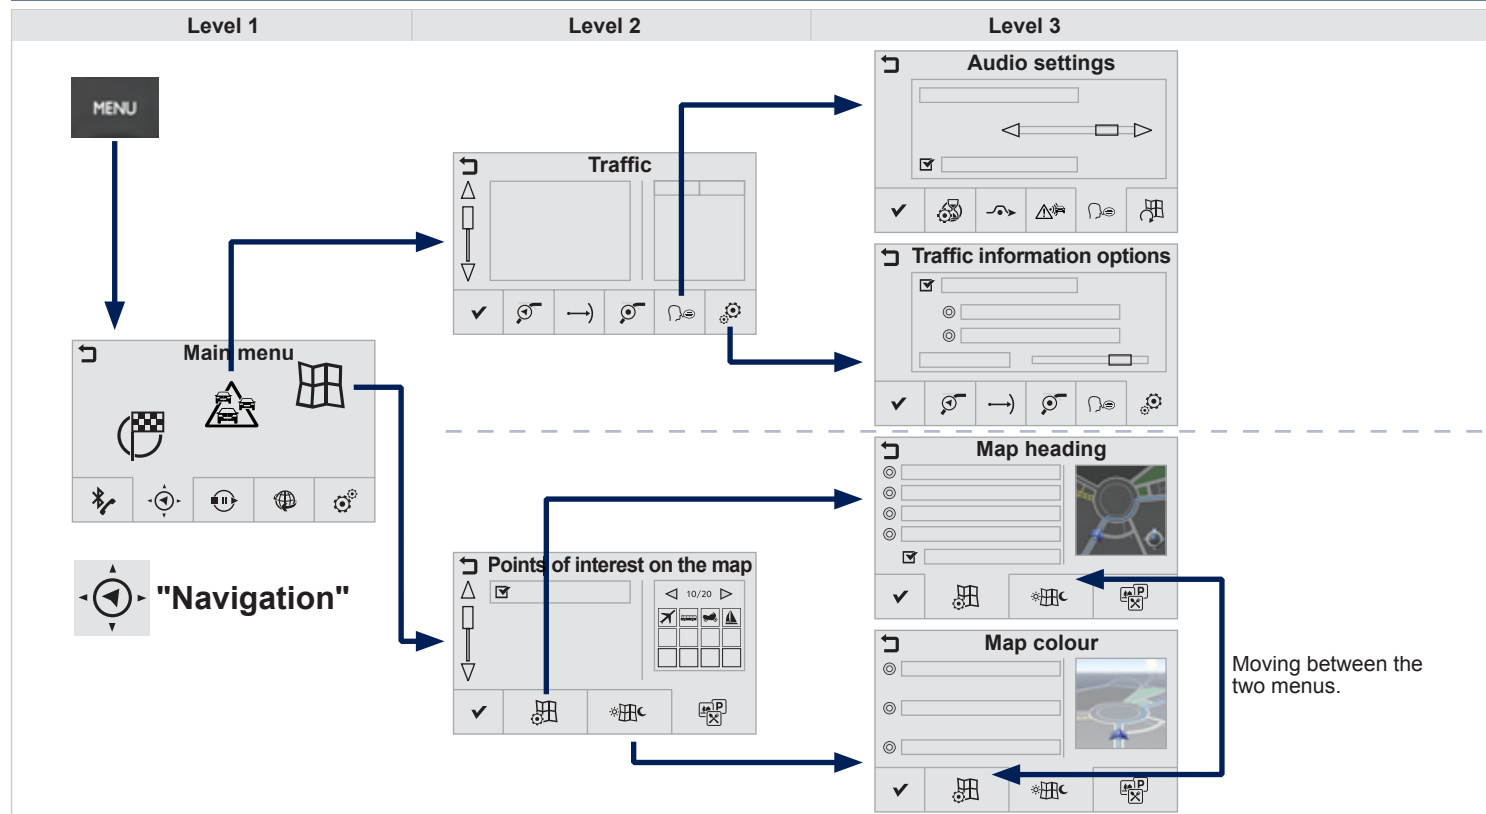 Level 1
Level 2
Level 3
MENU
Main menu
"Navigation"
Traffic
Points of interest on the map
10/20
P
Audio settings
Traffic information options
Map heading
P
Map colour
P
Moving between the
two menus.